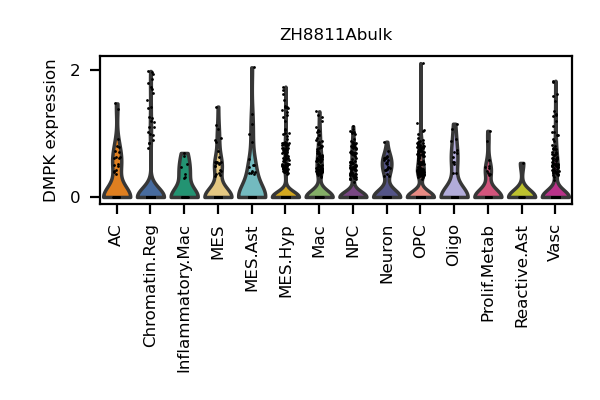 ZH8811Abulk
DMPK expression
2
0
AC
Chromatin.Reg
Inflammatory.Mac
MES
MES.Ast
MES.Hyp
Mac
NPC
Neuron
OPC
Oligo
Prolif.Metab
Reactive.Ast
Vasc